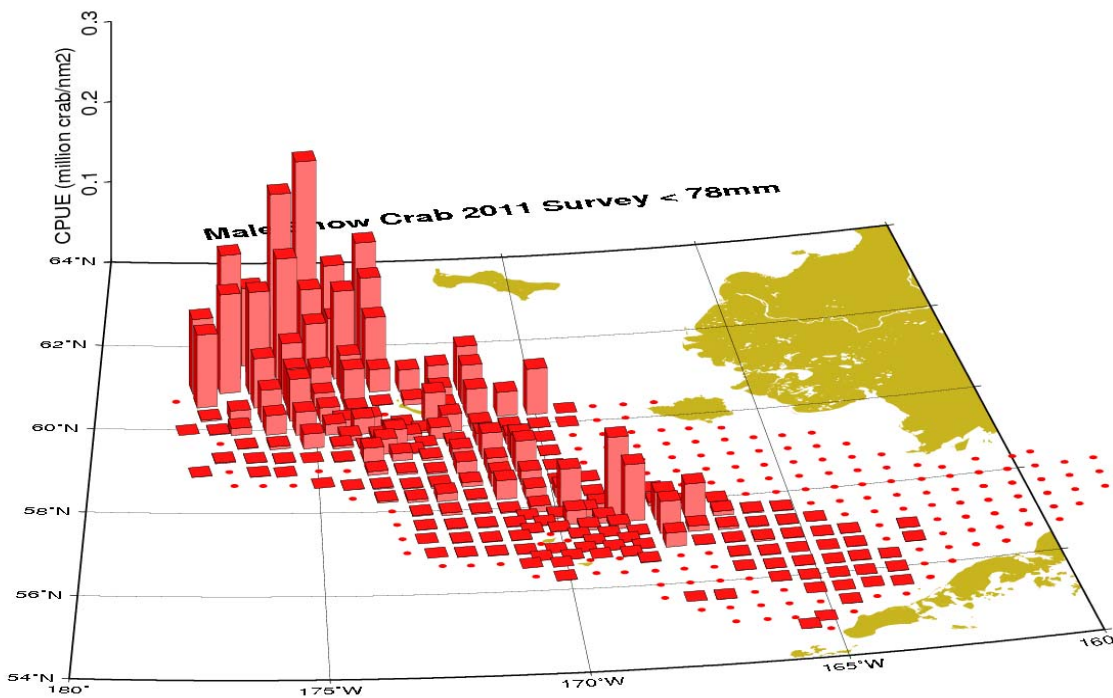 0.3
0.2
0.1
CPUE (million crab/nm2)
Male Snow Crab 2011 Survey < 78mm
64°N
62°N
60°N
58°N
56°N
54°N
180°
175°W
170°W
165°W
160